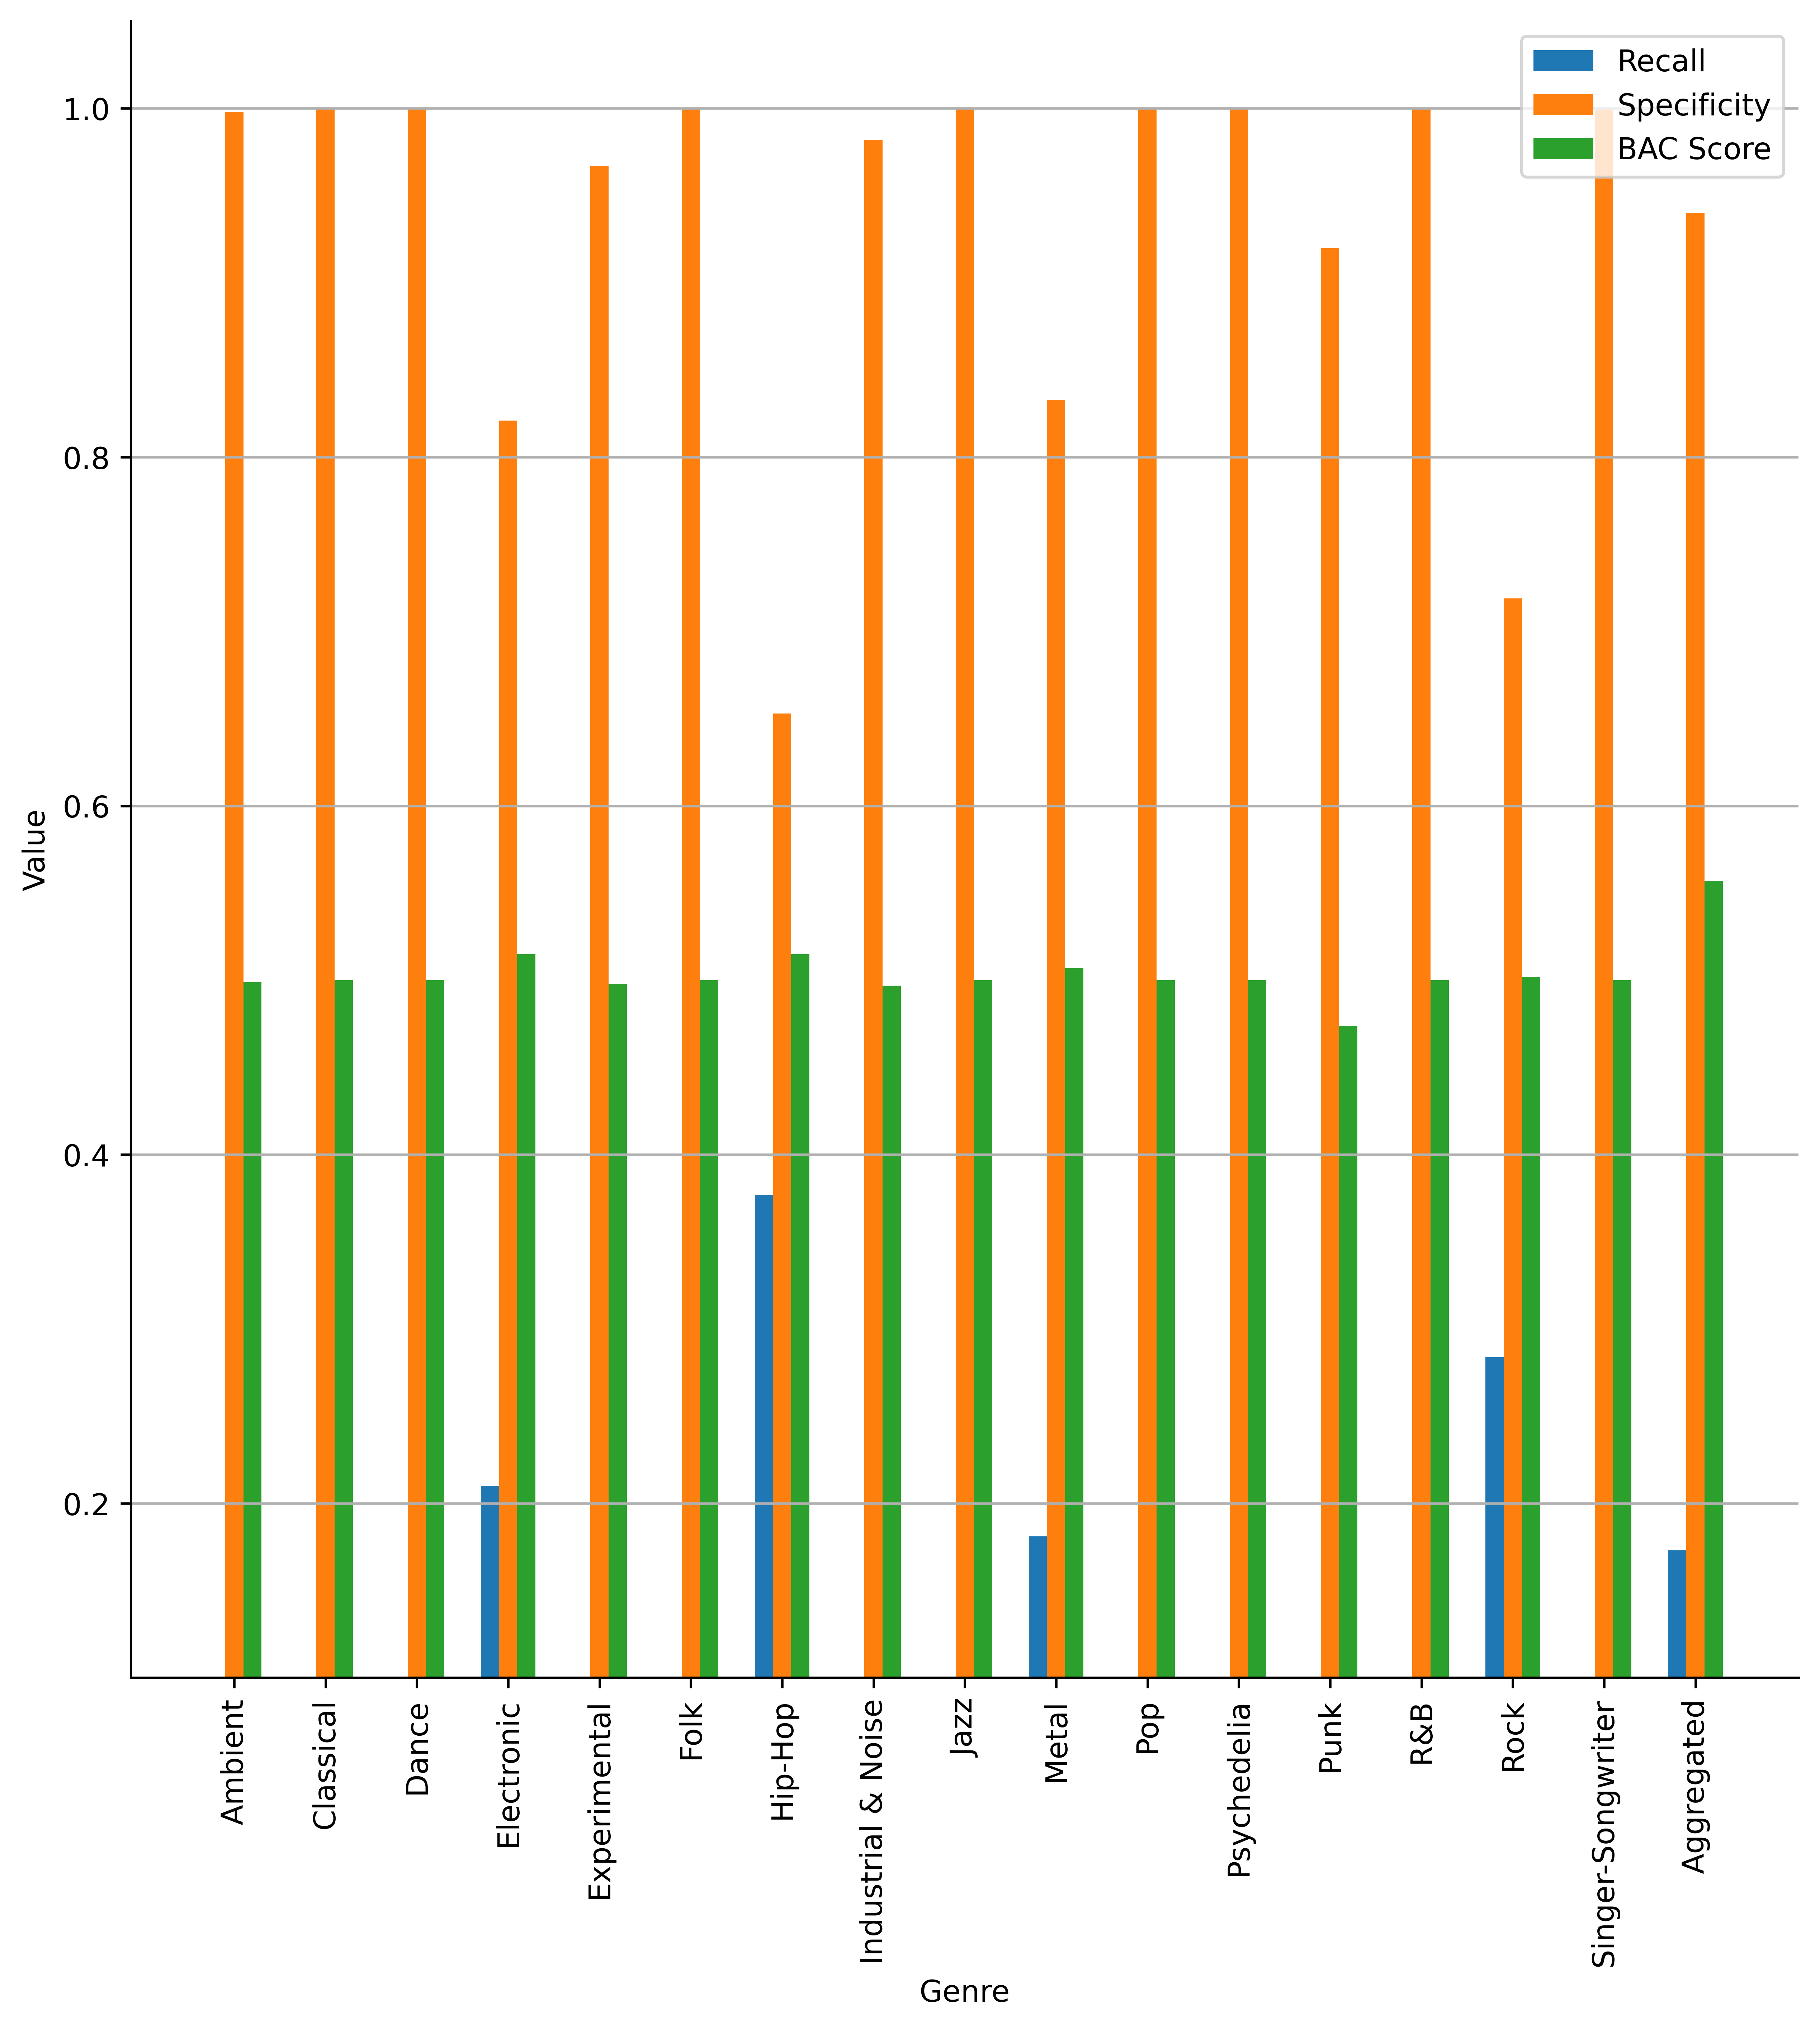 Recall
Specificity
BAC Score
1.0
0.8
0.6
0.4
0.2
Value
Ambient
Classical
Dance
Electronic
Experimental
Folk
Hip-Hop
Industrial & Noise
Jazz
Metal
Pop
Psychedelia
Punk
R&B
Rock
Singer-Songwriter
Aggregated
Genre